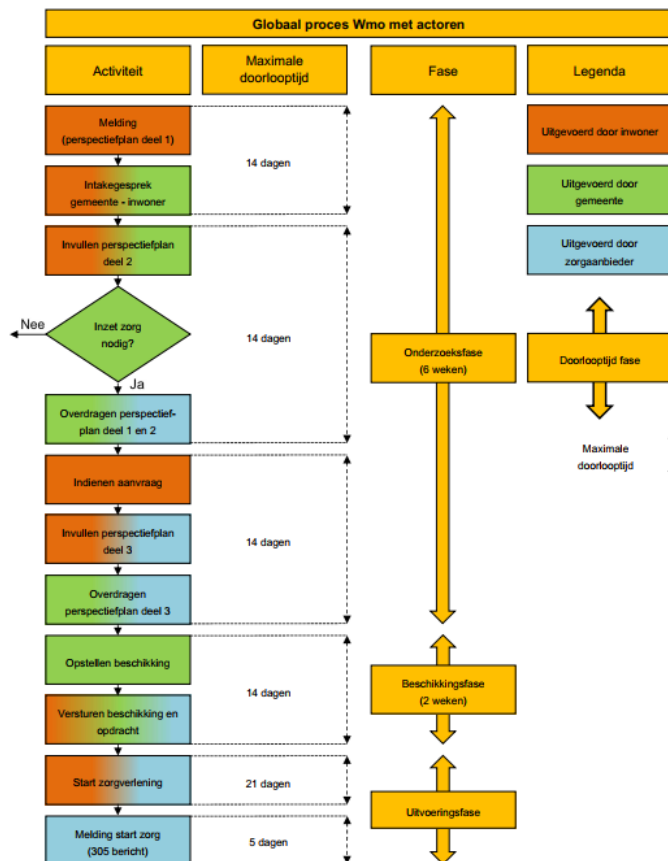 Globaal proces Wmo met actoren
Activiteit
Maximale
doorlooptijd
Fase
Legenda
Melding
(perspectiefplan deel 1)
14 dagen
Intakegesprek
gemeente - inwoner
Invullen perspectiefplan
deel 2
Nee
Inzet zorg
nodig?
14 dagen
Ja
Overdragen perspectief-
plan deel 1 en 2
Indienen aanvraag
Invullen perspectiefplan
deel 3
14 dagen
Overdragen
perspectiefplan deel 3
Opstellen beschikking
14 dagen
Versturen beschikking en
opdracht
Start zorgverlening
21 dagen
Melding start zorg
(305 bericht)
5 dagen
Onderzoeksfase
(6 weken)
Beschikkingsfase
(2 weken)
Uitvoeringsfase
Uitgevoerd door inwoner
Uitgevoerd door
gemeente
Uitgevoerd door
zorgaanbieder
Doorlooptijd fase
Maximale
doorlooptijd